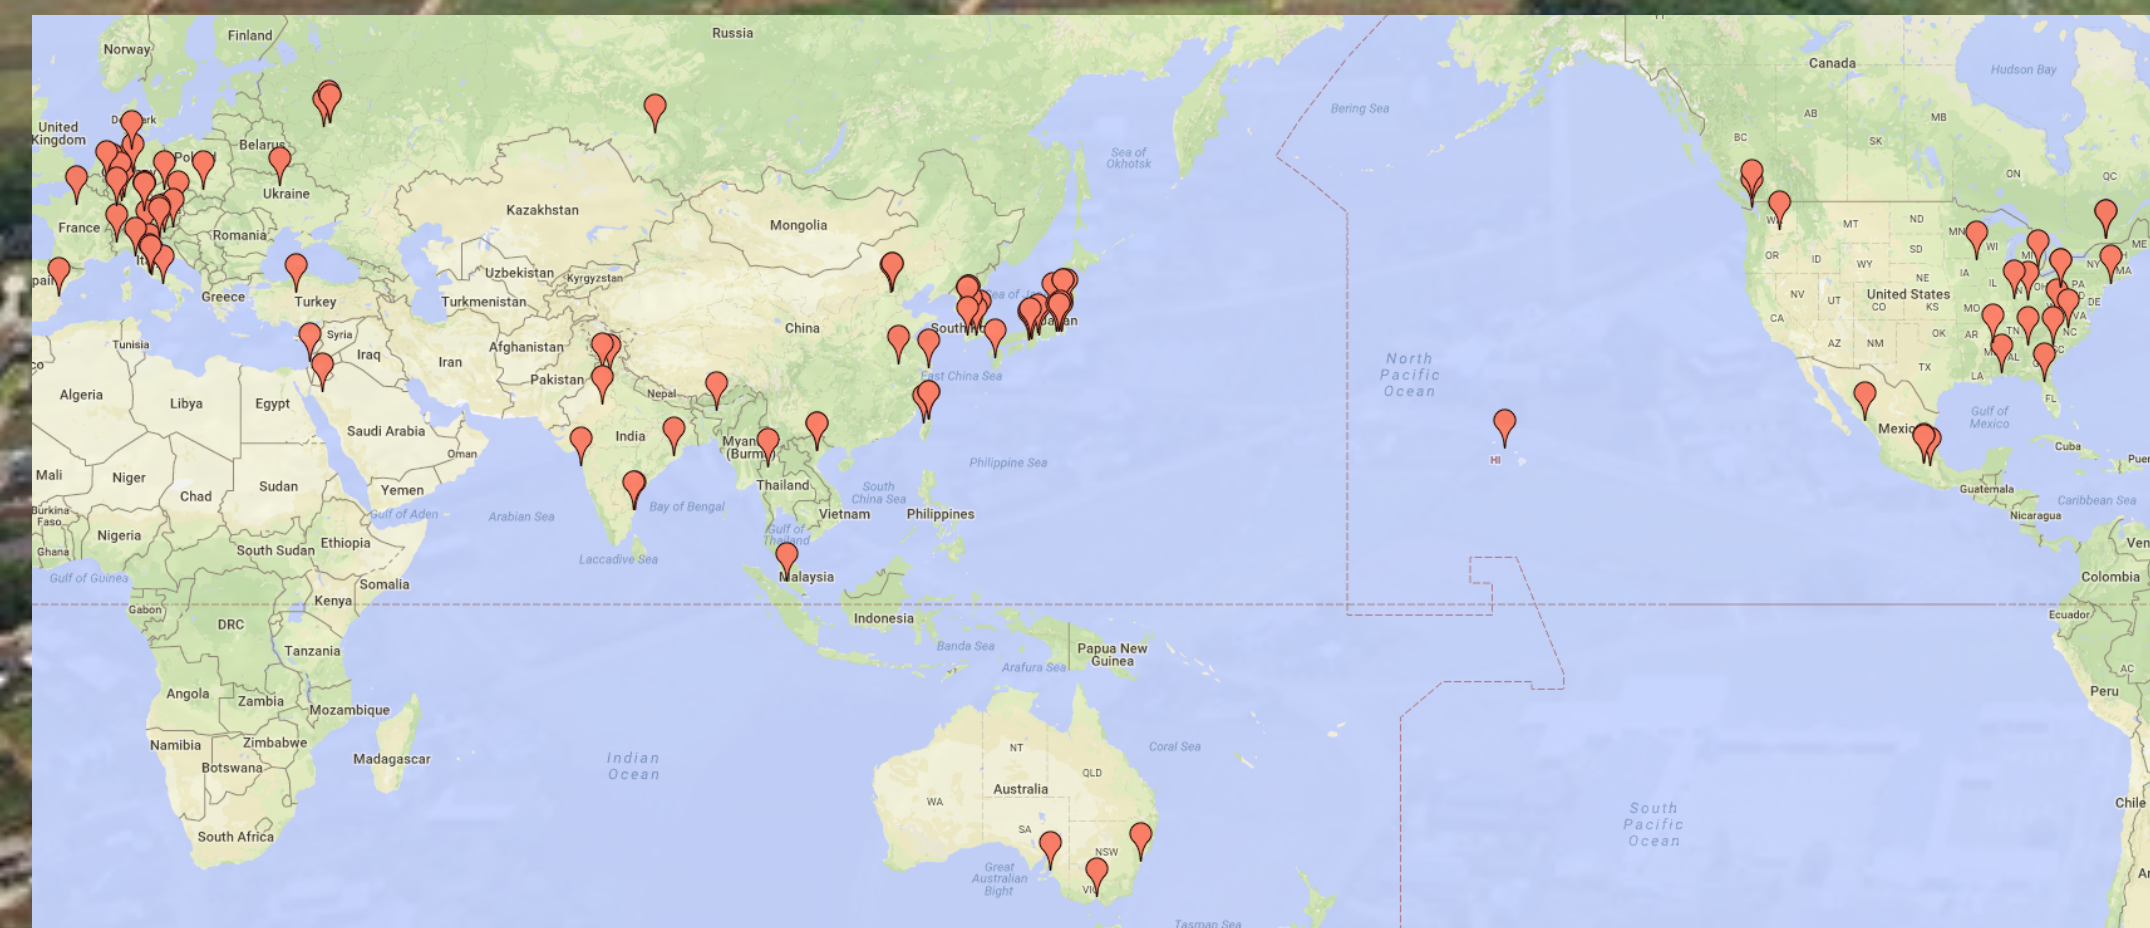 Finland
Norway
Russia
Canada
Hudson Bay
Bering Sea
AB
MB
United
Kingdom
BC
SK
Belarus
Sea of
Okhotsk
ON
QC
Ukraine
Kazakhstan
France
Mongolia
MT
ND
MN
Romania
WI
ME
SD
OR
ID
WY
MI
NY
MA
Uzbekistan
Kyrgyzstan
IA
NE
PA
Greece
Turkey
Turkmenistan
NV
UT
United States
IL
DE
CO
KS
MO
VA
Syria
China
CA
Tunisia
Afghanistan
Iraq
Iran
AZ
NM
OK
AR
TN
NC
SC
AL
North
Pacific
Ocean
East China Sea
TX
LA
Pakistan
Nepal
Algeria
Libya
Egypt
FL
Gulf of
Mexico
Saudi Arabia
India
Cuba
(Burma)
Oman
Philippine Sea
HI
Mali
Niger
Chad
Sudan
Yemen
Thailand
South
China Sea
Guatemala
Caribbean Sea
Burkina
Faso
Gulf of Aden
Arabian Sea
Bay of Bengal
Vietnam
Philippines
Nicaragua
Nigeria
Ethiopia
Gulf of
Thailand
Ghana
South Sudan
Laccadive Sea
Gulf of Guinea
Somalia
Malaysia
Colombia
Kenya
Gabon
Ecuador
DRC
Indonesia
Tanzania
Banda Sea
Papua New
Guinea
Arafura Sea
AC
Angola
Zambia
Mozambique
Peru
Namibia
Zimbabwe
NT
Coral Sea
Botswana
Madagascar
Indian
Ocean
QLD
Australia
WA
Chile
South
Pacific
Ocean
SA
South Africa
NSW
Great
Australian
Bight
Tasman Sea